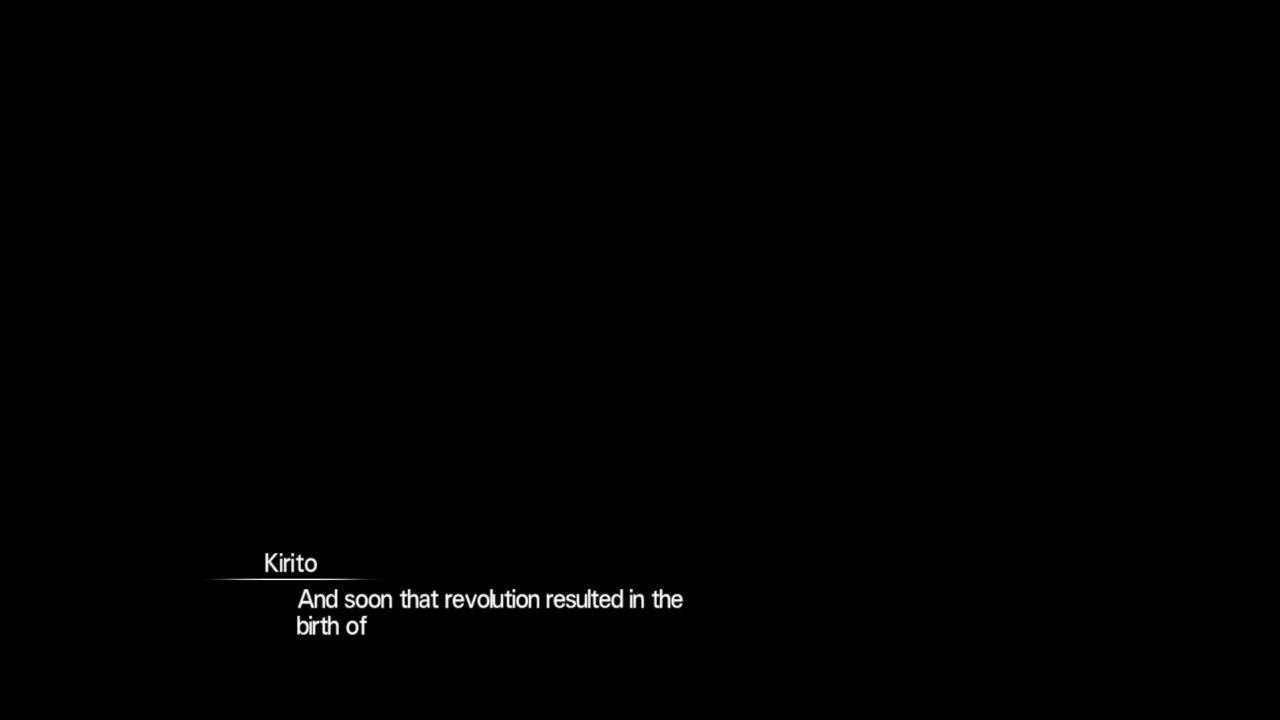 Kirito
And soon that revolution resulted in the
birth of